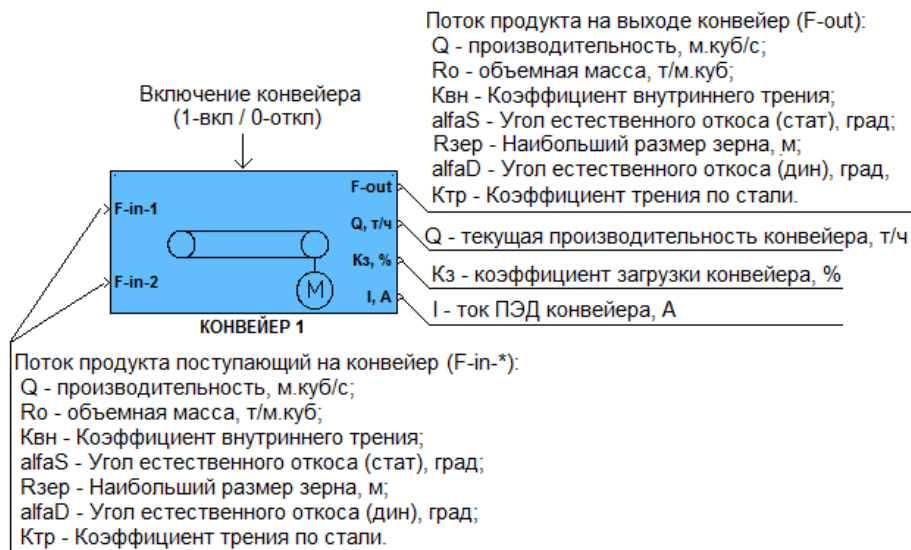 Поток продукта на выходе конвейер (F-out):
Q - производительность, м.куб/с;
Ro - объемная масса, т/м.куб;
Квн - Коэффициент внутриннего трения;
alfaS - Угол естественного откоса (стат), град;
Rзер - Наибольший размер зерна, м;
alfaD - Угол естественного откоса (дин), град,
Ктр - Коэффициент трения по стали.
Включение конвейера
(1-вкл / 0-откл)
F-in-1
F-in-2
F-out
Q, т/ч
Кз, %
I, А
M
КОНВЕЙЕР 1
Q - текущая производительность конвейера, т/ч
Кз - коэффициент загрузки конвейера, %
I - ток ПЭД конвейера, А
Поток продукта поступающий на конвейер (F-in-*):
Q - производительность, м.куб/с;
Ro - объемная масса, т/м.куб;
Квн - Коэффициент внутриннего трения;
alfaS - Угол естественного откоса (стат), град;
Rзер - Наибольший размер зерна, м;
alfaD - Угол естественного откоса (дин), град;
Ктр - Коэффициент трения по стали.